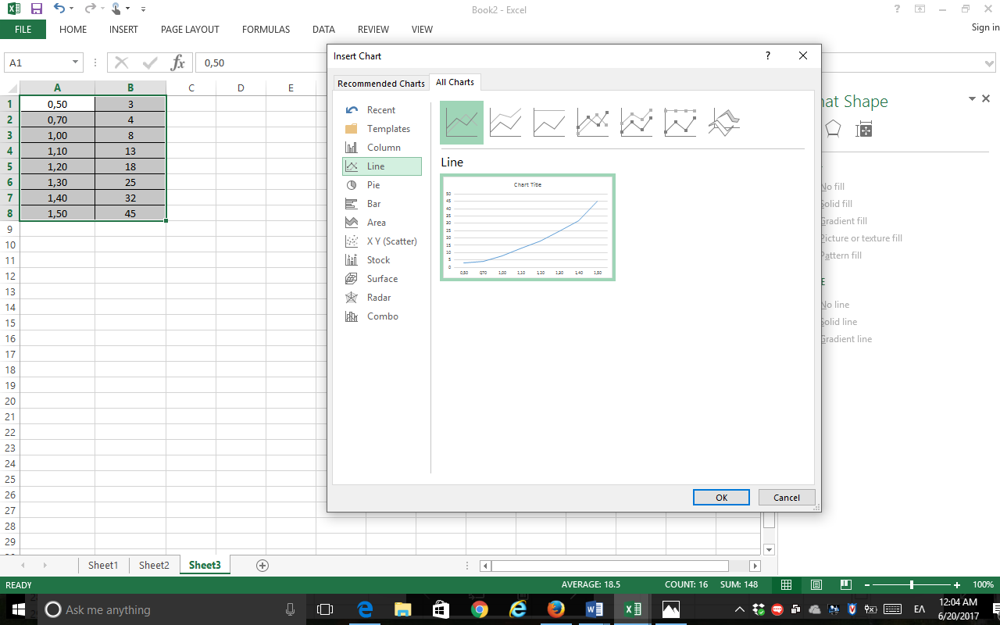 Book2 - Excel
FILE HOME INSERT PAGE LAYOUT FORMULAS DATA REVIEW VIEW Sign in
A1 fx 0,50
Insert Chart
Recommended Charts All Charts
Recent
Templates
Column
Line
Pie
Bar
Area
X Y (Scatter)
Stock
Surface
Radar
Combo
Line
Chart Title
50
45
40
35
30
25
20
15
10
5
0
0,50 0,70 1,00 1,10 1,20 1,30 1,40 1,50
OK Cancel
A B C D E
1 0,50 3
2 0,70 4
3 1,00 8
4 1,10 13
5 1,20 18
6 1,30 25
7 1,40 32
8 1,50 45
9
10
11
12
13
14
15
16
17
18
19
20
21
22
23
24
25
26
27
28
29
nat Shape
No fill
Solid fill
Gradient fill
Picture or texture fill
Pattern fill
E
No line
Solid line
Gradient line
Sheet1 Sheet2 Sheet3
READY AVERAGE: 18.5 COUNT: 16 SUM: 148 100%
Ask me anything
ΕΛ
12:04 AM
6/20/2017